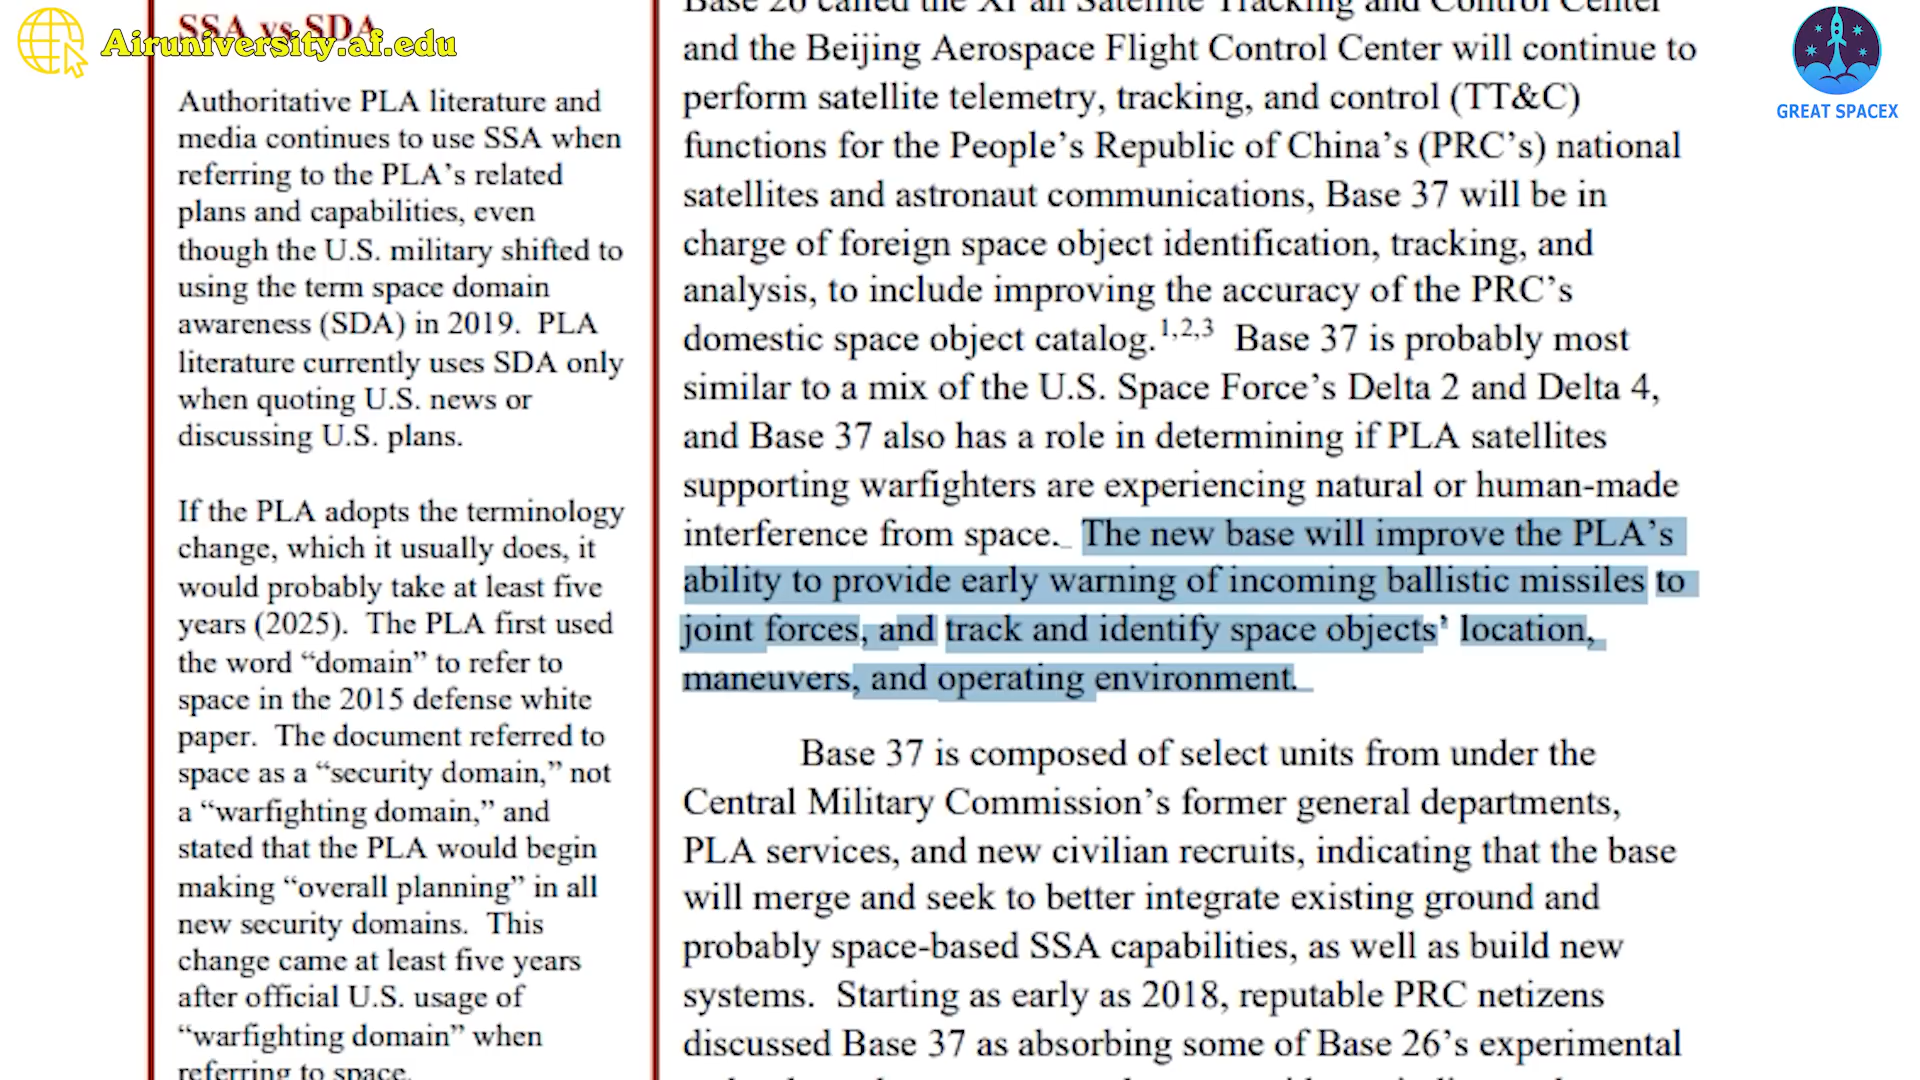 SSA vs SDA
Airuniversity.af.edu
Authoritative PLA literature and
media continues to use SSA when
referring to the PLA’s related
plans and capabilities, even
though the U.S. military shifted to
using the term space domain
awareness (SDA) in 2019.  PLA
literature currently uses SDA only
when quoting U.S. news or
discussing U.S. plans.
If the PLA adopts the terminology
change, which it usually does, it
would probably take at least five
years (2025).  The PLA first used
the word “domain” to refer to
space in the 2015 defense white
paper.  The document referred to
space as a “security domain,” not
a “warfighting domain,” and
stated that the PLA would begin
making “overall planning” in all
new security domains.  This
change came at least five years
after official U.S. usage of
“warfighting domain” when
referring to space.
Base 26 called the Xi’an Satellite Tracking and Control Center
and the Beijing Aerospace Flight Control Center will continue to
perform satellite telemetry, tracking, and control (TT&C)
functions for the People’s Republic of China’s (PRC’s) national
satellites and astronaut communications, Base 37 will be in
charge of foreign space object identification, tracking, and
analysis, to include improving the accuracy of the PRC’s
domestic space object catalog.1,2,3  Base 37 is probably most
similar to a mix of the U.S. Space Force’s Delta 2 and Delta 4,
and Base 37 also has a role in determining if PLA satellites
supporting warfighters are experiencing natural or human-made
interference from space.  The new base will improve the PLA’s
ability to provide early warning of incoming ballistic missiles to
joint forces, and track and identify space objects’ location,
maneuvers, and operating environment.
Base 37 is composed of select units from under the
Central Military Commission’s former general departments,
PLA services, and new civilian recruits, indicating that the base
will merge and seek to better integrate existing ground and
probably space-based SSA capabilities, as well as build new
systems.  Starting as early as 2018, reputable PRC netizens
discussed Base 37 as absorbing some of Base 26’s experimental
GREAT SPACEX